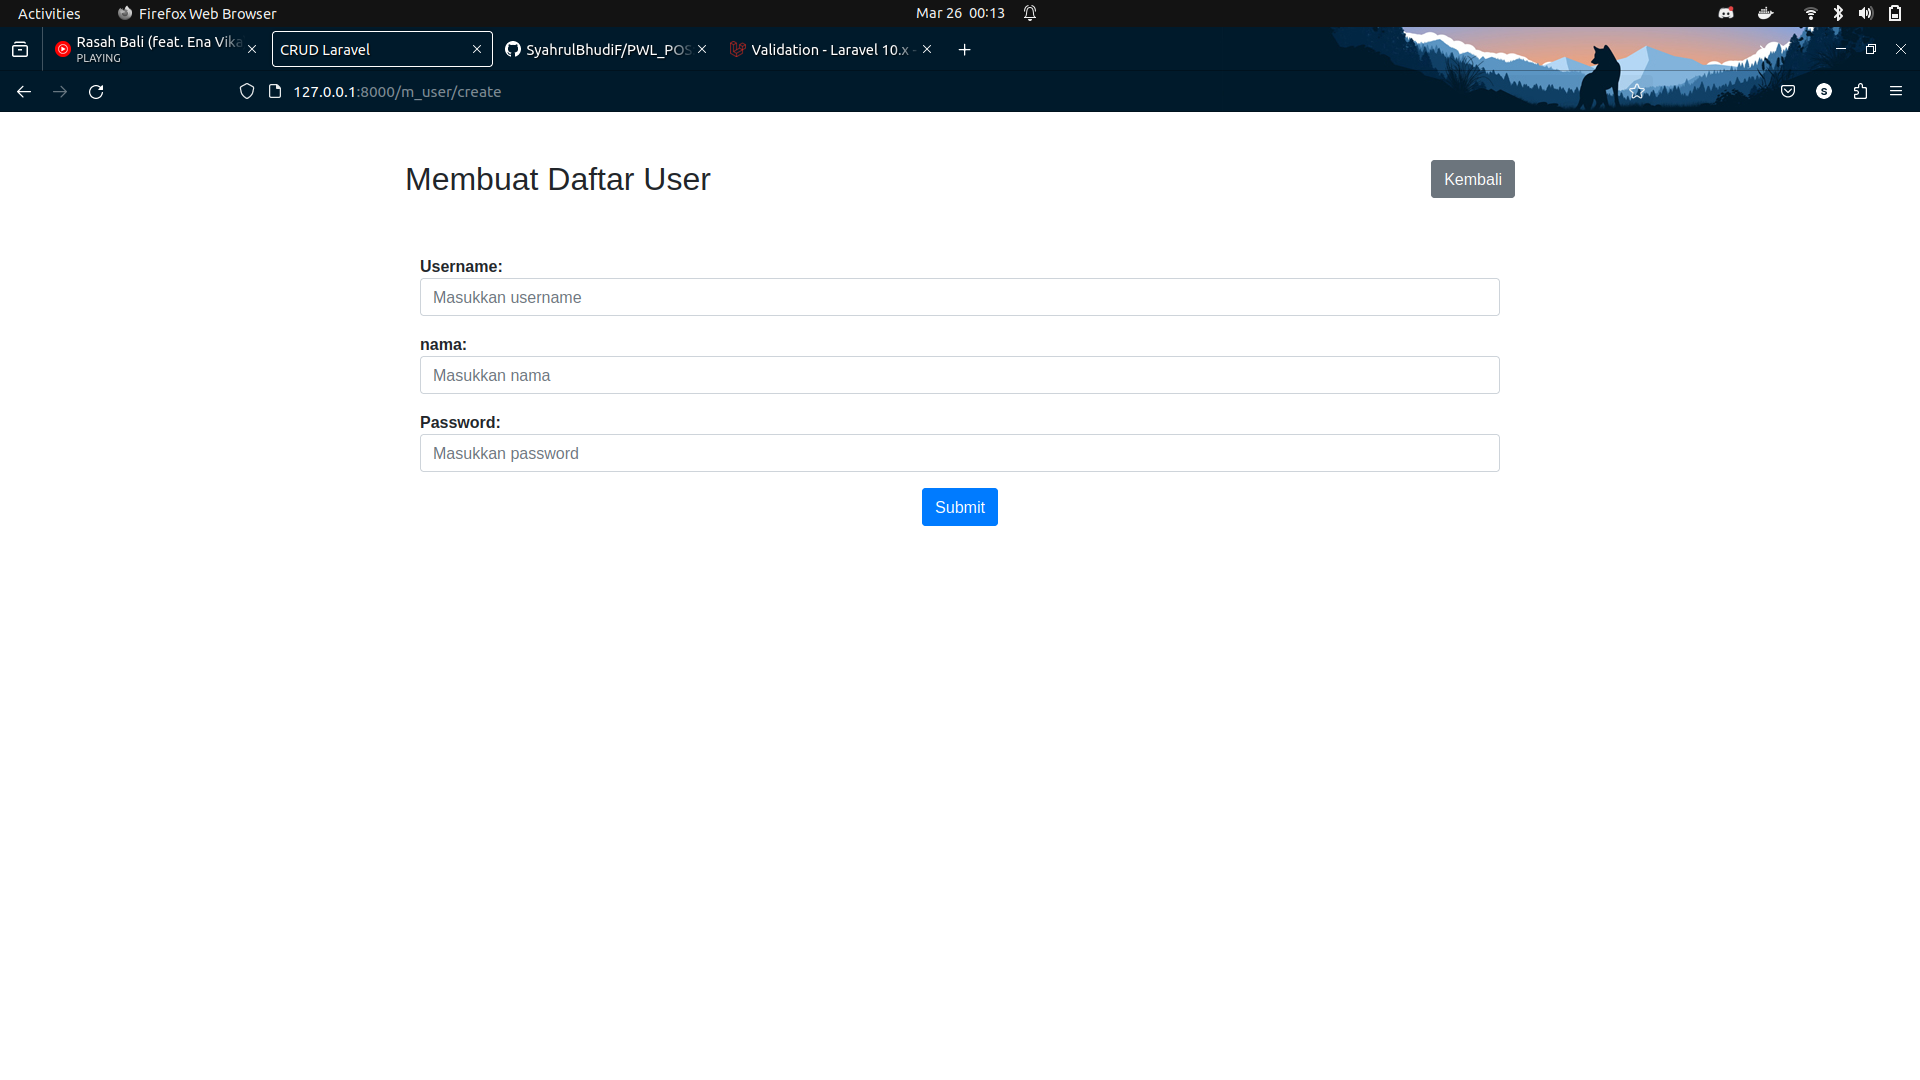 Activities
Firefox Web Browser
Mar 26 00:13
Rasah Bali (feat. Ena Vika
PLAYING
CRUD Laravel
SyahrulBhudiF/PWL_POS
Validation - Laravel 10.x -
127.0.0.1:8000/m_user/create
S
Membuat Daftar User
Kembali
Username:
Masukkan username
nama:
Masukkan nama
Password:
Masukkan password
Submit